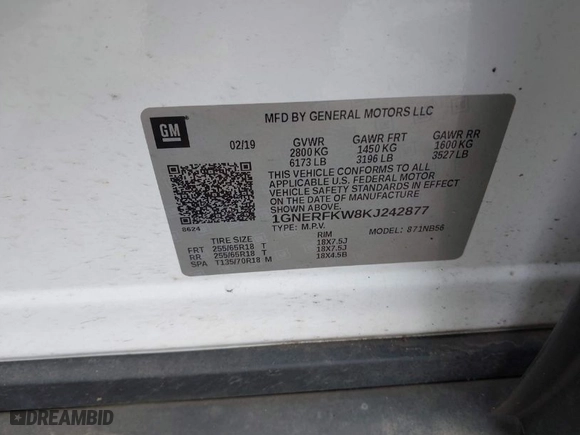 GM
MFD BY GENERAL MOTORS LLC
02/19 GVWR GAWR FRT GAWR RR
2800 KG 1450 KG 1600 KG
6173 LB 3196 LB 3527 LB
THIS VEHICLE CONFORMS TO ALL
APPLICABLE U.S. FEDERAL MOTOR
VEHICLE SAFETY STANDARDS IN EFFECT
ON THE DATE OF MANUFACTURE
SHOWN ABOVE.
1GNERFKW8KJ242877
8624
TYPE: M.P.V. MODEL: 871NB56
TIRE SIZE RIM
FRT 255/65R18 T 18X7.5J
RR 255/65R18 T 18X7.5J
SPA T135/70R18 M 18X4.5B
DREAMBID